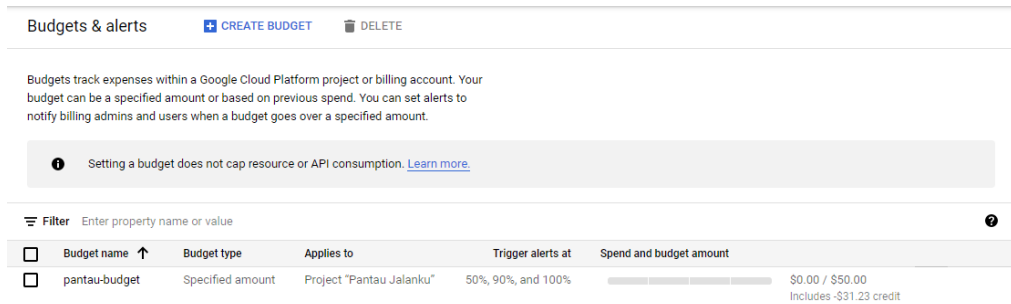 Budgets & alerts CREATE BUDGET DELETE
Budgets track expenses within a Google Cloud Platform project or billing account. Your
budget can be a specified amount or based on previous spend. You can set alerts to
notify billing admins and users when a budget goes over a specified amount.
Setting a budget does not cap resource or API consumption. Learn more.
Filter Enter property name or value
Budget name Budget type Applies to Trigger alerts at Spend and budget amount
pantau-budget Specified amount Project "Pantau Jalanku" 50%, 90%, and 100% $0.00 / $50.00
Includes -$31.23 credit